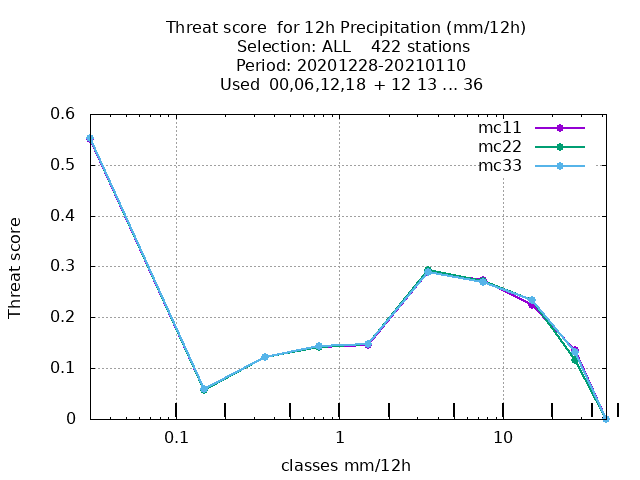 Threat score  for 12h Precipitation (mm/12h)
Selection: ALL    422 stations
Period: 20201228-20210110
Used  00,06,12,18  + 12 13 ... 36
mc11
mc22
mc33
0.6
0.5
0.4
0.3
0.2
0.1
0
Threat score
0.1 1 10
classes mm/12h